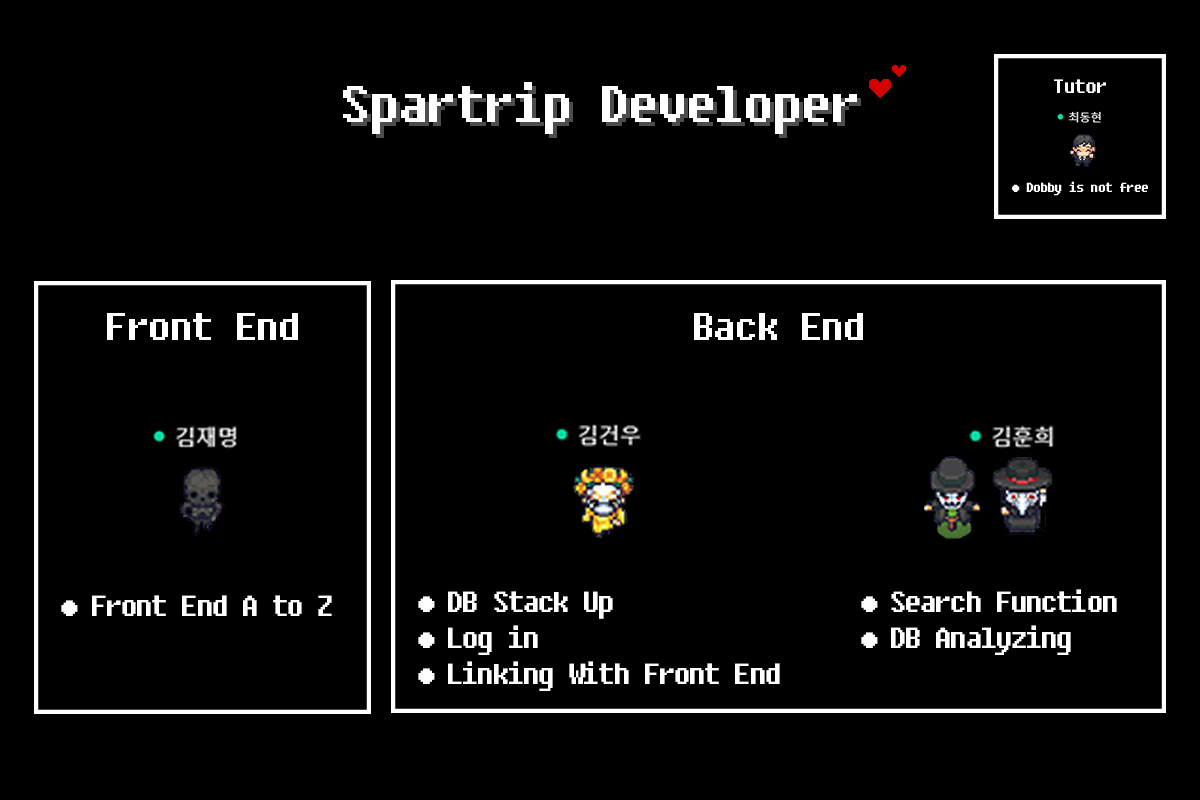 Spartrip Developer
Tutor
최동현
Dobby is not free
Front End
김재명
Front End A to Z
Back End
김건우
DB Stack Up
Log in
Linking With Front End
김훈희
Search Function
DB Analyzing